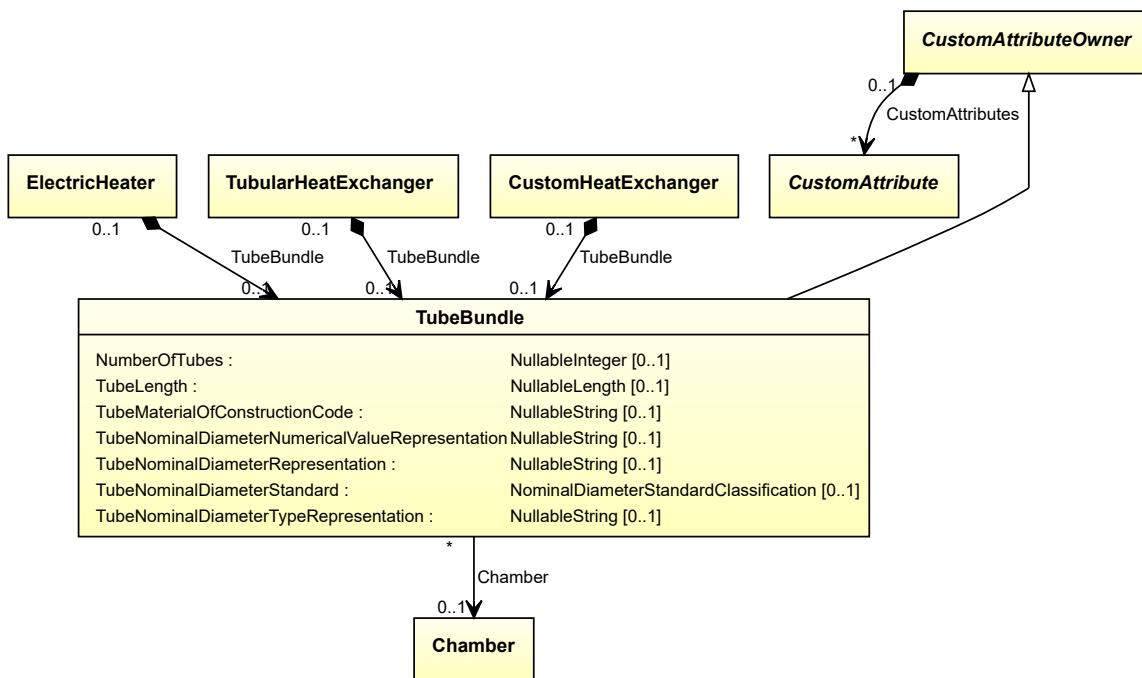 CustomAttributeOwner
0..1
CustomAttributes
*
ElectricHeater
TubularHeatExchanger
CustomHeatExchanger
CustomAttribute
0..1
0..1
0..1
TubeBundle
TubeBundle
TubeBundle
0..1
0..1
0..1
TubeBundle
NumberOfTubes : NullableInteger [0..1]
TubeLength : NullableLength [0..1]
TubeMaterialOfConstructionCode : NullableString [0..1]
TubeNominalDiameterNumericalValueRepresentation NullableString [0..1]
TubeNominalDiameterRepresentation : NullableString [0..1]
TubeNominalDiameterStandard : NominalDiameterStandardClassification [0..1]
TubeNominalDiameterTypeRepresentation : NullableString [0..1]
*
Chamber
0..1
Chamber